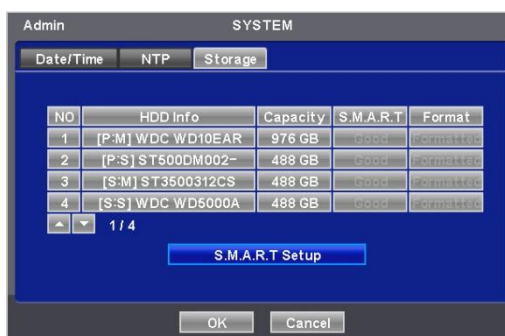 Admin SYSTEM
Date/Time NTP Storage
NO HDD Info Capacity S.M.A.R.T Format
1 [P:M] WDC WD10EAR 976 GB Good Formatted
2 [P:S] ST500DM002- 488 GB Good Formatted
3 [S:M] ST3500312CS 488 GB Good Formatted
4 [S:S] WDC WD5000A 488 GB Good Formatted
1 / 4
S.M.A.R.T Setup
OK Cancel